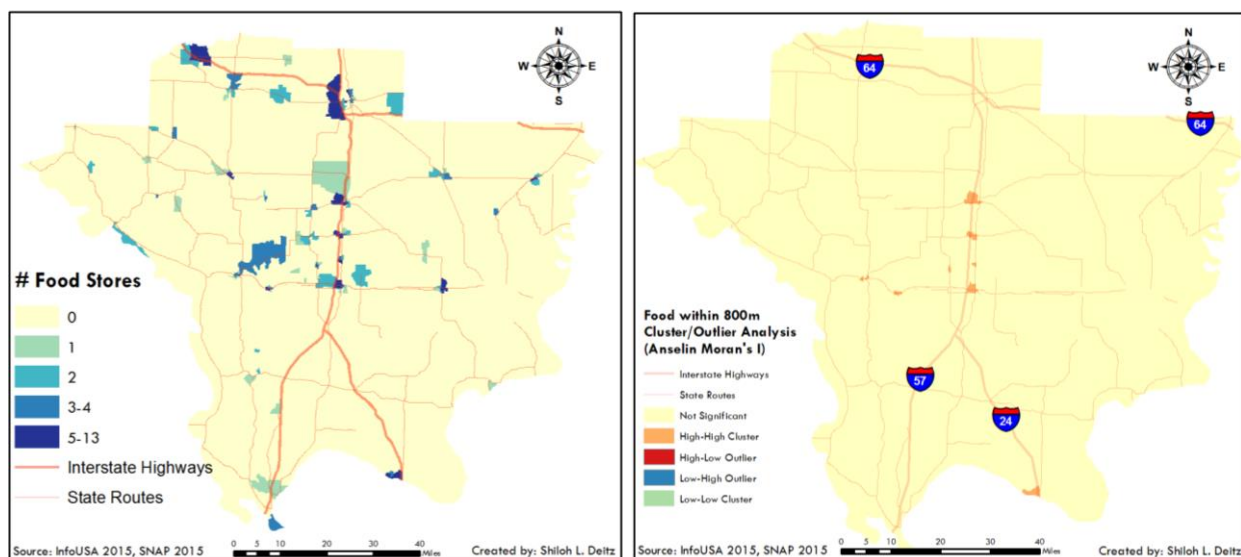 N
W E
S
# Food Stores
0
1
2
3-4
5-13
Interstate Highways
State Routes
Source: InfoUSA 2015, SNAP 2015
0 5 10 20 30 40
Miles
Created by: Shiloh L. Deitz
N
W E
S
64
64
Food within 800m
Cluster/Outlier Analysis
(Anselin Moran's I)
Interstate Highways
State Routes
Not Significant
High-High Cluster
High-Low Outlier
Low-High Outlier
Low-Low Cluster
57
24
Source: InfoUSA 2015, SNAP 2015
0 5 10 20 30 40
Miles
Created by: Shiloh L. Deitz